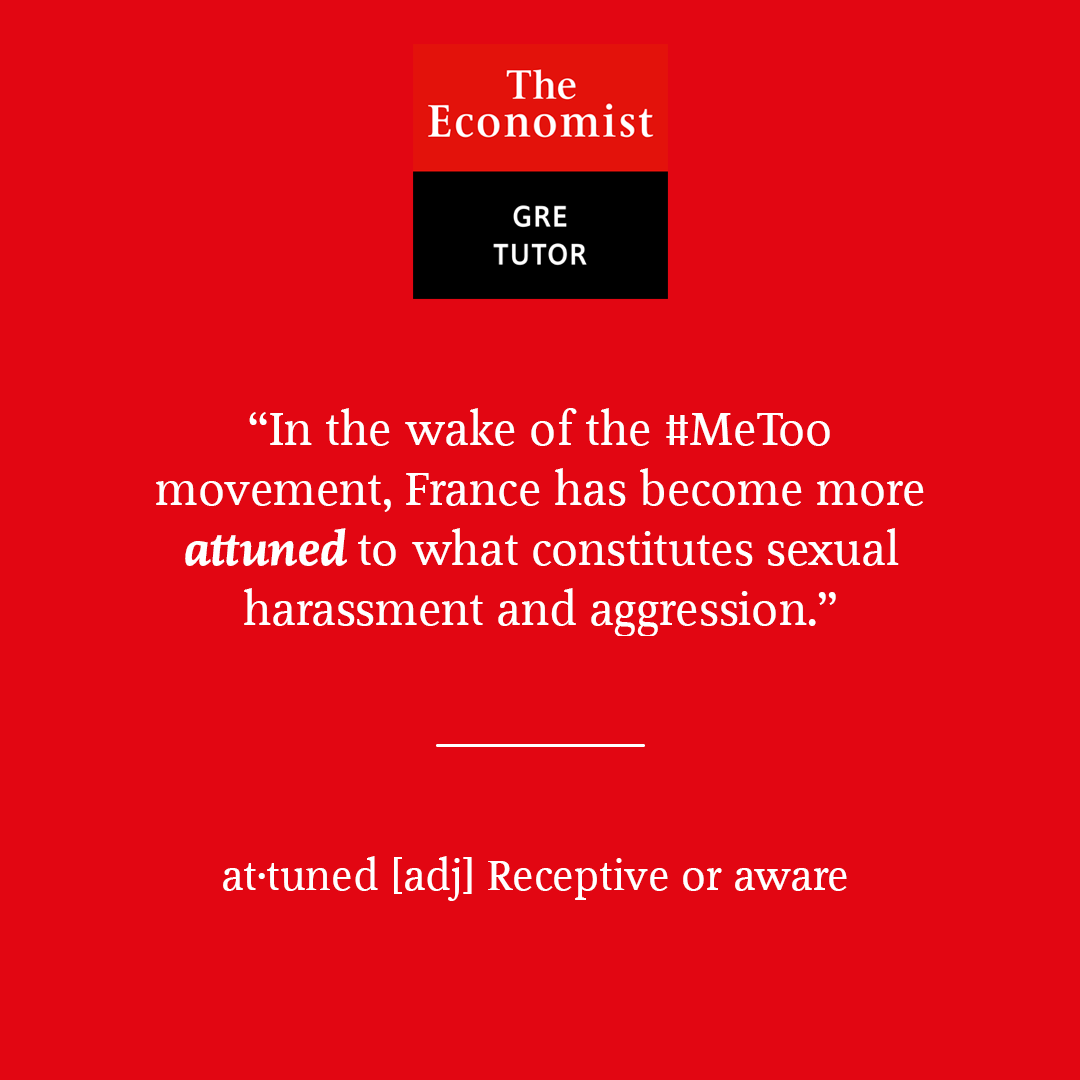 The
Economist
GRE
TUTOR
“In the wake of the #MeToo
movement, France has become more
attuned to what constitutes sexual
harassment and aggression.”
at·tuned [adj] Receptive or aware